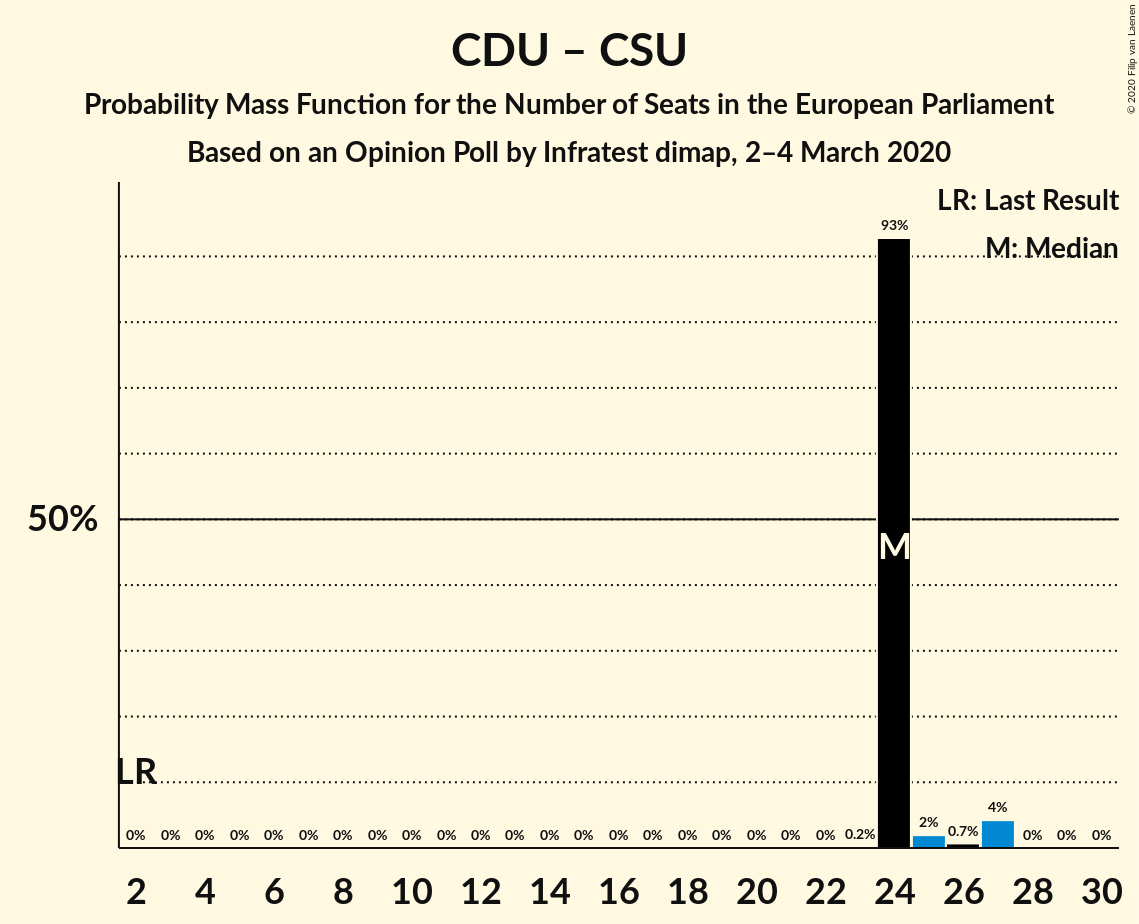 CDU – CSU
Probability Mass Function for the Number of Seats in the European Parliament
Based on an Opinion Poll by Infratest dimap, 2–4 March 2020
© 2020 Filip van Laenen
LR: Last Result
M: Median
93%
50%
M
LR
4%
2%
0.7%
0% 0% 0% 0% 0% 0% 0% 0% 0% 0% 0% 0% 0% 0% 0% 0% 0% 0% 0% 0% 0% 0.2% 0% 0% 0%
2 4 6 8 10 12 14 16 18 20 22 24 26 28 30